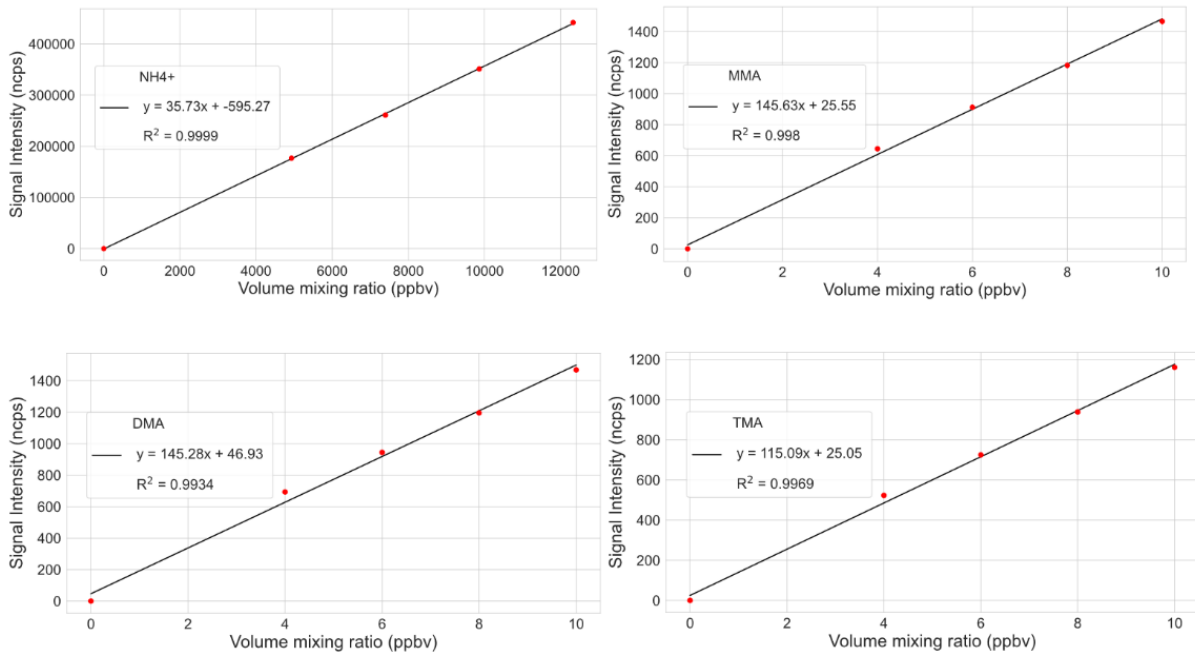 Signal Intensity (ncps)
400000
300000
200000
100000
0
NH4+
y = 35.73x + -595.27
R² = 0.9999
0 2000 4000 6000 8000 10000 12000
Volume mixing ratio (ppbv)
Signal Intensity (ncps)
1400
1200
1000
800
600
400
200
0
MMA
y = 145.63x + 25.55
R² = 0.998
0 2 4 6 8 10
Volume mixing ratio (ppbv)
Signal Intensity (ncps)
1400
1200
1000
800
600
400
200
0
DMA
y = 145.28x + 46.93
R² = 0.9934
0 2 4 6 8 10
Volume mixing ratio (ppbv)
Signal Intensity (ncps)
1200
1000
800
600
400
200
0
TMA
y = 115.09x + 25.05
R² = 0.9969
0 2 4 6 8 10
Volume mixing ratio (ppbv)